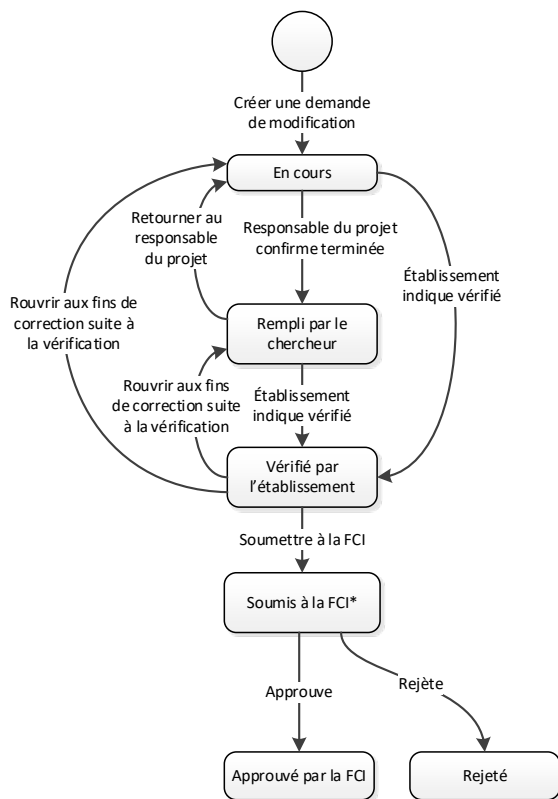 Créer une demande
de modification
En cours
Retourner au
responsable
du projet
Responsable du projet
confirme terminée
Établissement
indique vérifié
Rouvrir aux fins de
correction suite à
la vérification
Rempli par le
chercheur
Rouvrir aux fins
de correction suite
à la vérification
Établissement
indique vérifié
Vérifié par
l'établissement
Soumettre à la FCI
Soumis à la FCI*
Approuve
Rejète
Approuvé par la FCI
Rejeté